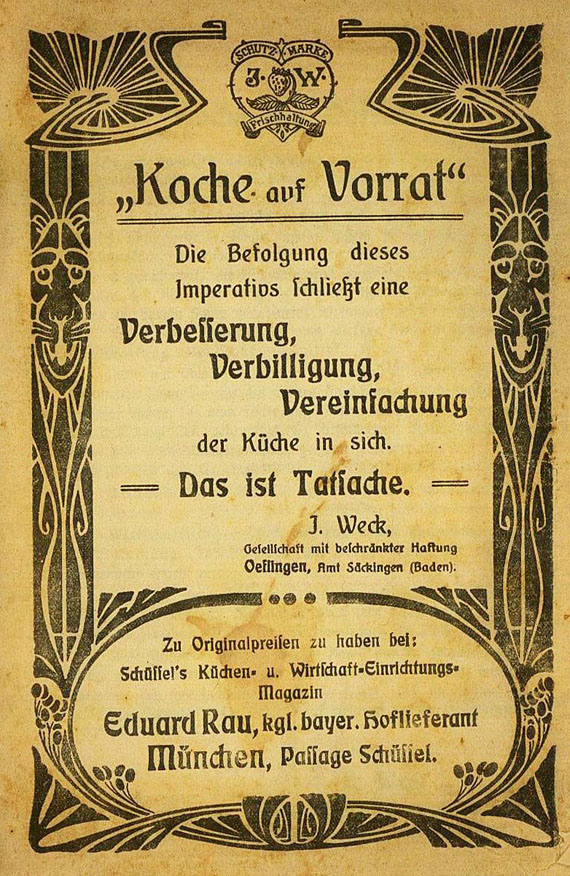 SCHUTZ-MARKE
J. W.
Frischhaltung
„Koche auf Vorrat“
Die Befolgung dieses
Imperativs ſchließt eine
Verbeſſerung,
Verbilligung,
Vereinfachung
der Küche in sich.
Das ist Tatſache.
J. Weck,
Geſellſchaft mit beſchränkter Haftung
Oeflingen, Amt Säckingen (Baden).
Zu Originalpreiſen zu haben bei:
Schüſſel's Küchen- u. Wirtſchaft-Einrichtungs-
Magazin
Eduard Rau, kgl. bayer. Hoflieferant
München, Paſſage Schüſſel.